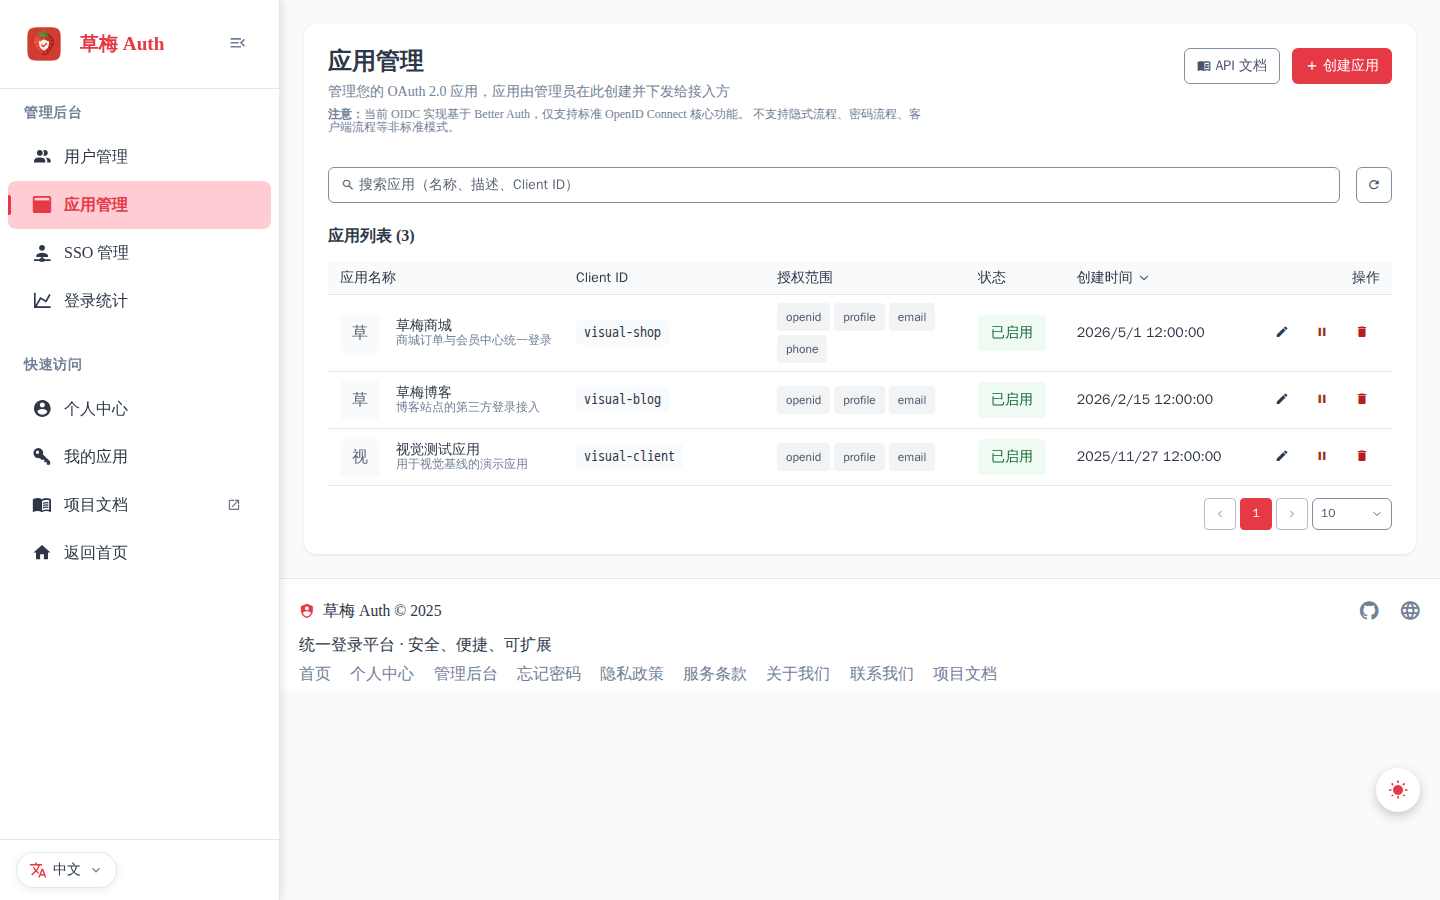 草梅 Auth
管理后台
用户管理
应用管理
SSO 管理
登录统计
快速访问
个人中心
我的应用
项目文档
返回首页
中文
应用管理
管理您的 OAuth 2.0 应用，应用由管理员在此创建并下发给接入方
注意：当前 OIDC 实现基于 Better Auth，仅支持标准 OpenID Connect 核心功能。 不支持隐式流程、密码流程、客
户端流程等非标准模式。
API 文档
创建应用
搜索应用（名称、描述、Client ID）
应用列表 (3)
应用名称 Client ID 授权范围 状态 创建时间 操作
草 草梅商城 商城订单与会员中心统一登录 visual-shop openid profile email phone 已启用 2026/5/1 12:00:00
草 草梅博客 博客站点的第三方登录接入 visual-blog openid profile email 已启用 2026/2/15 12:00:00
视 视觉测试应用 用于视觉基线的演示应用 visual-client openid profile email 已启用 2025/11/27 12:00:00
1 10
草梅 Auth © 2025
统一登录平台 · 安全、便捷、可扩展
首页 个人中心 管理后台 忘记密码 隐私政策 服务条款 关于我们 联系我们 项目文档